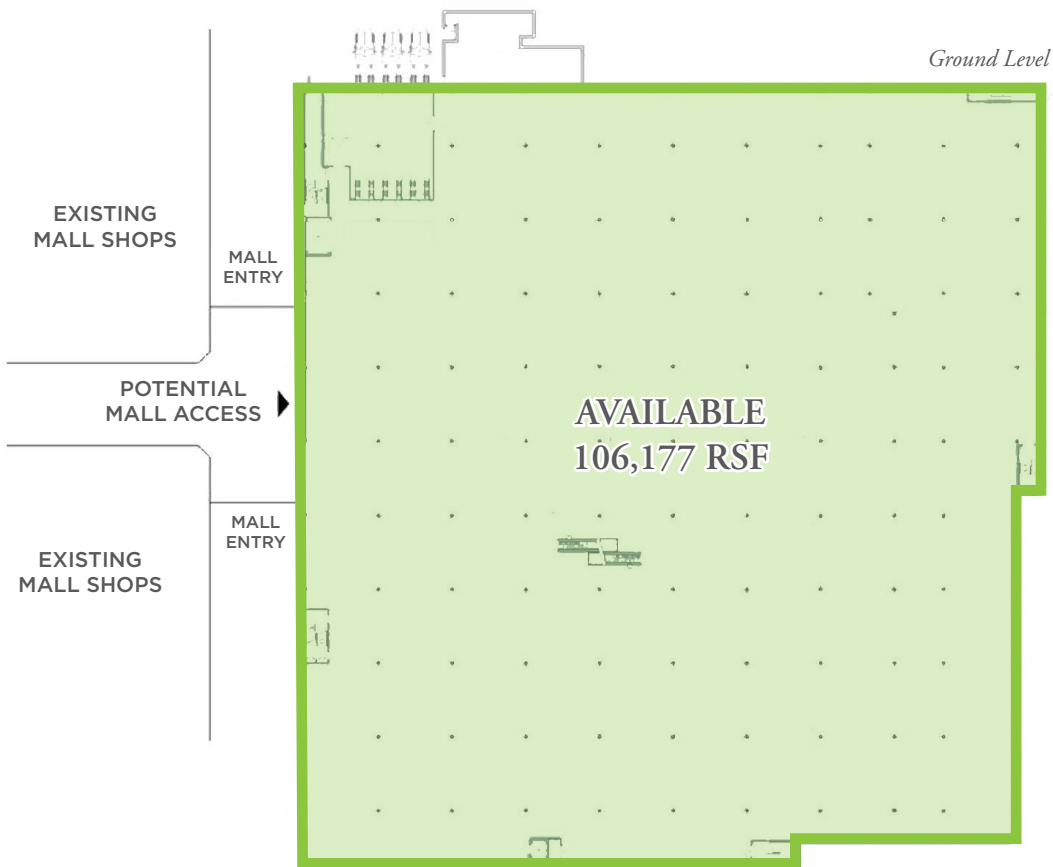 Ground Level
EXISTING
MALL SHOPS
MALL
ENTRY
POTENTIAL
MALL ACCESS
AVAILABLE
106,177 RSF
MALL
ENTRY
EXISTING
MALL SHOPS